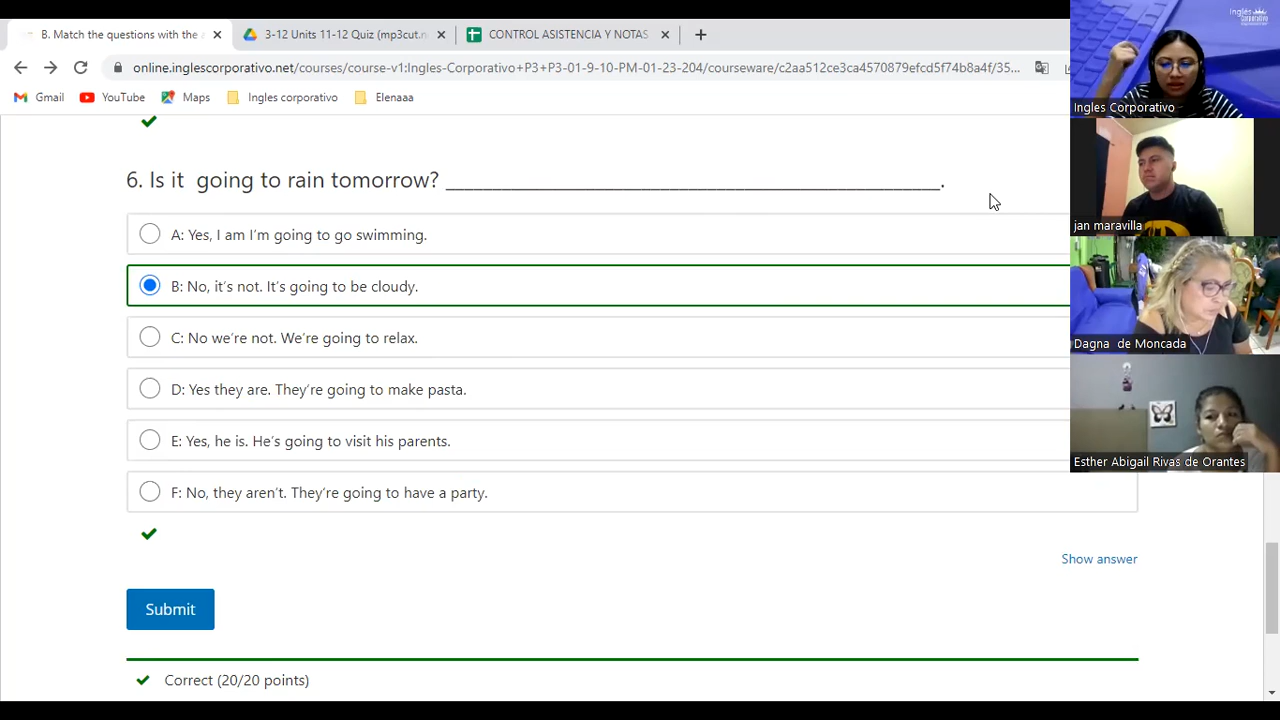 B. Match the questions with the a
3-12 Units 11-12 Quiz (mp3cut.n
CONTROL ASISTENCIA Y NOTAS
online.inglescorporativo.net/courses/course-v1:Ingles-Corporativo+P3+P3-01-9-10-PM-01-23-204/courseware/c2aa512ce3ca4570879efcd5f74b8a4f/35...
Gmail
YouTube
Maps
Ingles corporativo
Elenaaa
6. Is it going to rain tomorrow? ______________________________________________.
A: Yes, I am I’m going to go swimming.
B: No, it’s not. It’s going to be cloudy.
C: No we’re not. We’re going to relax.
D: Yes they are. They’re going to make pasta.
E: Yes, he is. He’s going to visit his parents.
F: No, they aren’t. They’re going to have a party.
Show answer
Submit
Correct (20/20 points)
Inglés
Corporativo
Ingles Corporativo
jan maravilla
Dagna de Moncada
Esther Abigail Rivas de Orantes